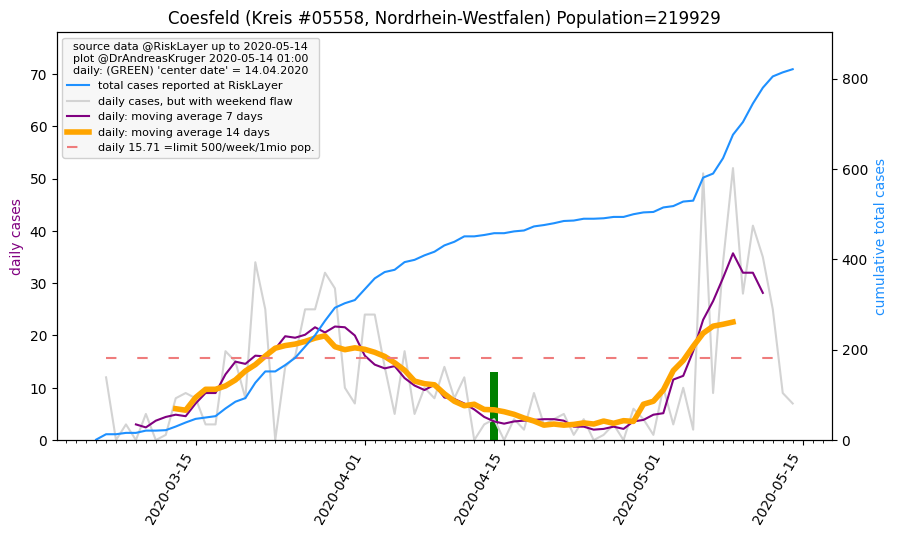 Coesfeld (Kreis #05558, Nordrhein-Westfalen) Population=219929
source data @RiskLayer up to 2020-05-14
plot @DrAndreasKruger 2020-05-14 01:00
daily: (GREEN) 'center date' = 14.04.2020
total cases reported at RiskLayer
daily cases, but with weekend flaw
daily: moving average 7 days
daily: moving average 14 days
daily 15.71 =limit 500/week/1mio pop.
daily cases
70
60
50
40
30
20
10
0
800
600
400
200
0
cumulative total cases
2020-03-15
2020-04-01
2020-04-15
2020-05-01
2020-05-15